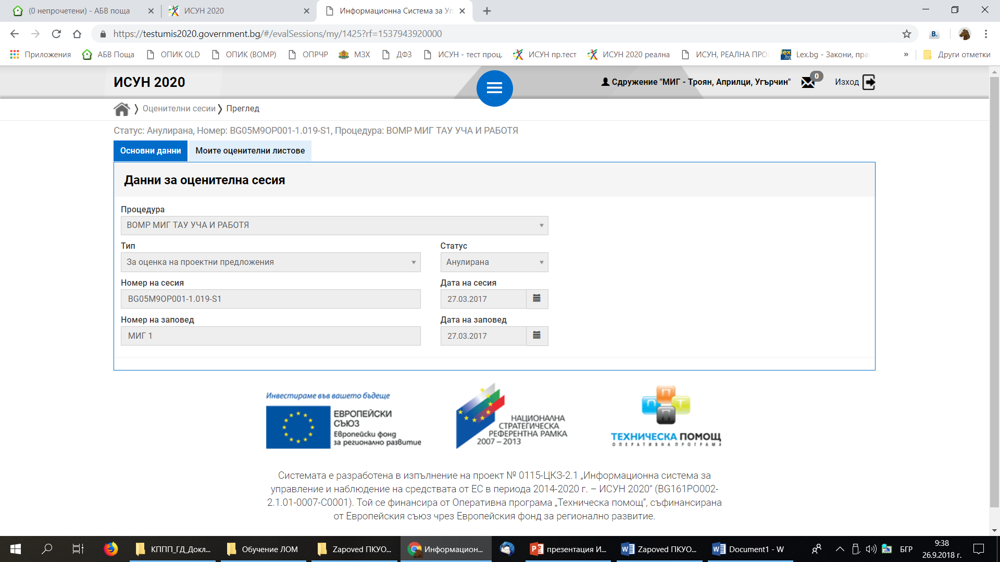 (0 непрочетени) - АБВ поща
ИСУН 2020
Информационна Система за Уп
https://testumis2020.government.bg/#/evalSessions/my/1425?rf=1537943920000
B.
Приложения
АБВ Поща
ОПИК OLD
ОПИК (ВОМР)
ОПРЧР
МЗХ
ДФЗ
ИСУН - тест проц.
ИСУН пр.тест
ИСУН 2020 реална
ИСУН, РЕАЛНА ПРО
Lex.bg - Закони, пра
»
Други отметки
ИСУН 2020
Сдружение "МИГ - Троян, Априлци, Угърчин"
0
Изход
Оценителни сесии
Преглед
Статус: Анулирана, Номер: BG05M9OP001-1.019-S1, Процедура: ВОМР МИГ ТАУ УЧА И РАБОТЯ
Основни данни
Моите оценителни листове
Данни за оценителна сесия
Процедура
ВОМР МИГ ТАУ УЧА И РАБОТЯ
Тип
Статус
За оценка на проектни предложения
Анулирана
Номер на сесия
Дата на сесия
BG05M9OP001-1.019-S1
27.03.2017
Номер на заповед
Дата на заповед
МИГ 1
27.03.2017
Инвестираме във вашето бъдеще
ЕВРОПЕЙСКИ
СЪЮЗ
Европейски фонд
за регионално развитие
НАЦИОНАЛНА
СТРАТЕГИЧЕСКА
РЕФЕРЕНТНА РАМКА
2007 – 2013
П
П Т
П
ТЕХНИЧЕСКА ПОМОЩ
ОПЕРАТИВНА ПРОГРАМА
Системата е разработена в изпълнение на проект № 0115-ЦКЗ-2.1 „Информационна система за
управление и наблюдение на средствата от ЕС в периода 2014-2020 г. – ИСУН 2020“ (BG161PO002-
2.1.01-0007-C0001). Той се финансира от Оперативна програма „Техническа помощ”, съфинансирана
от Европейския съюз чрез Европейския фонд за регионално развитие.
КППП_ГД_Докл...
Обучение ЛОМ
Zapoved ПКУО...
Информацион...
презентация И...
Zapoved ПКУО...
Document1 - W
БГР
9:38
26.9.2018 г.